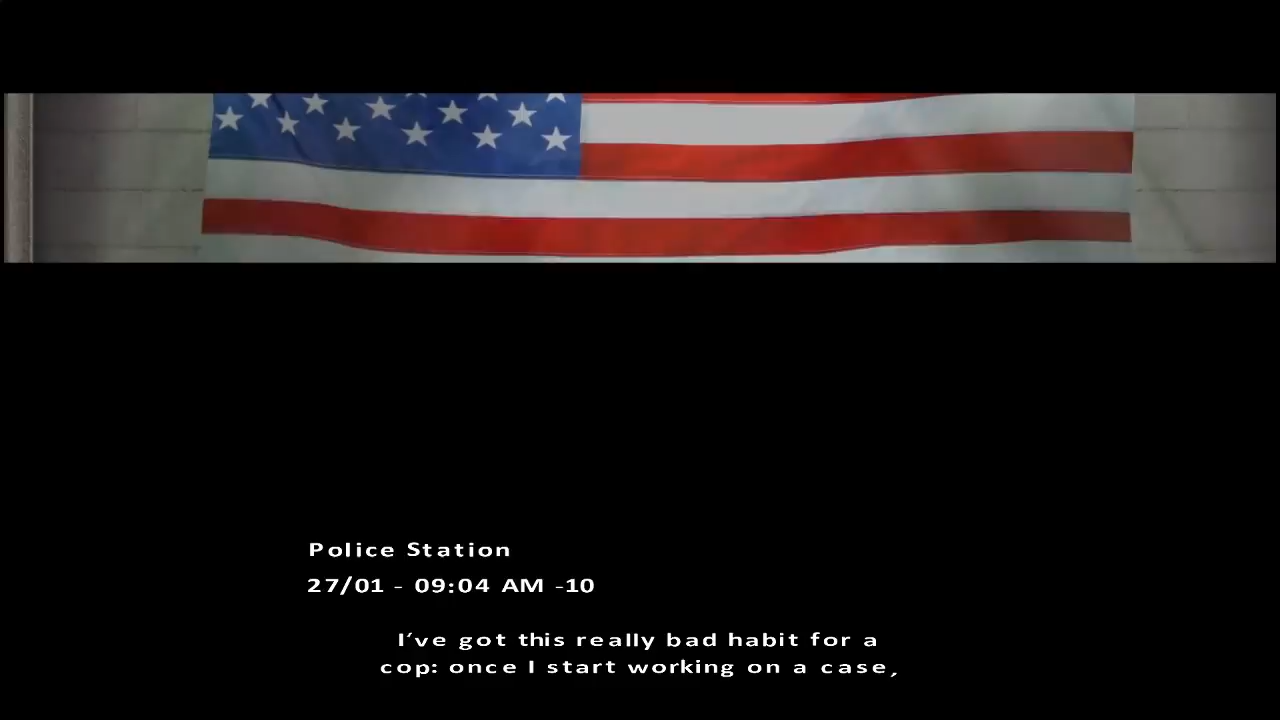 Police Station
27/01 - 09:04 AM -10
I've got this really bad habit for a
cop: once I start working on a case,